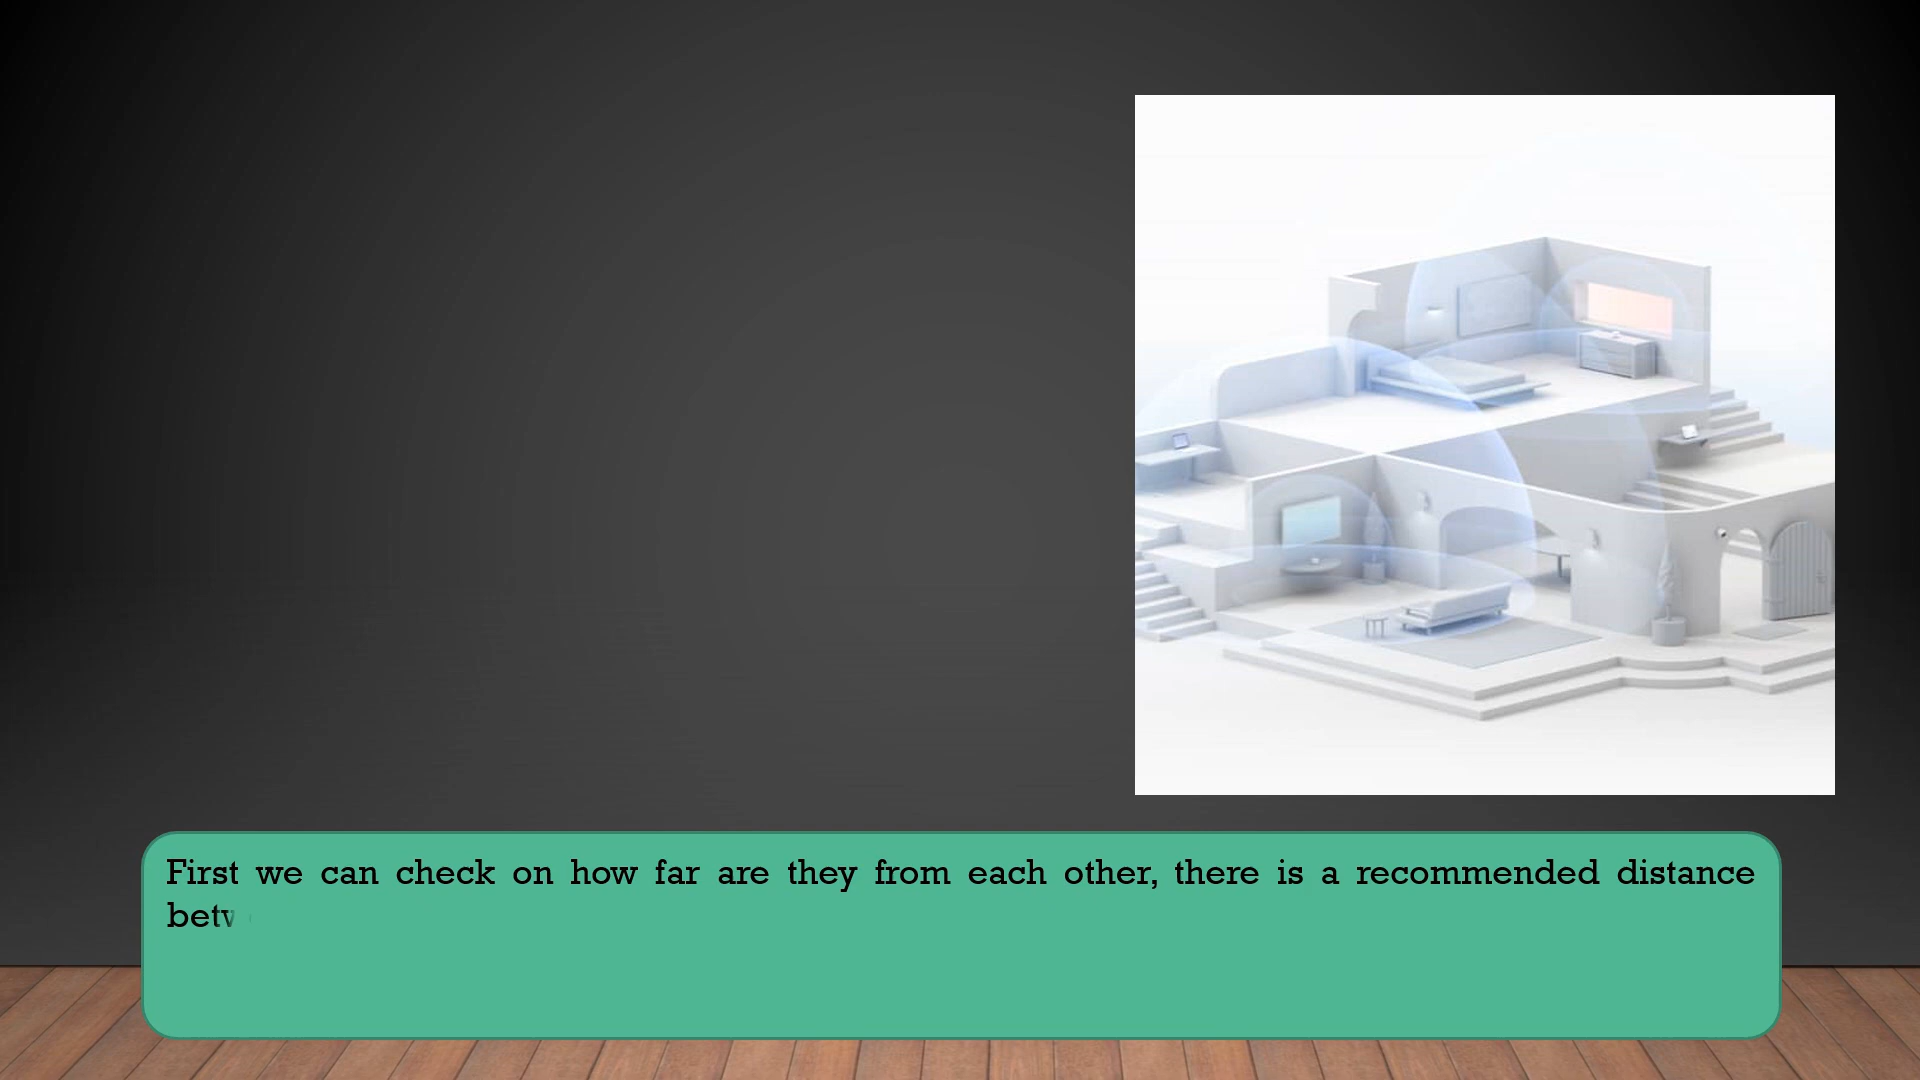 First we can check on how far are they from each other, there is a recommended distance